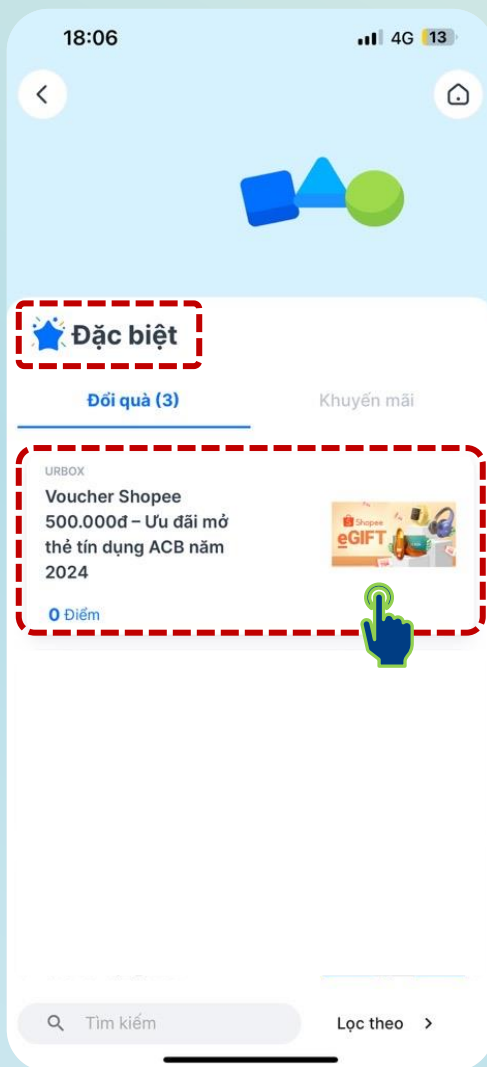 18:06
4G 13
Đặc biệt
Đổi quà (3)
Khuyến mãi
URBOX
Voucher Shopee
500.000đ – Ưu đãi mở
thẻ tín dụng ACB năm
2024
Shopee
eGIFT
0 Điểm
Tìm kiếm
Lọc theo